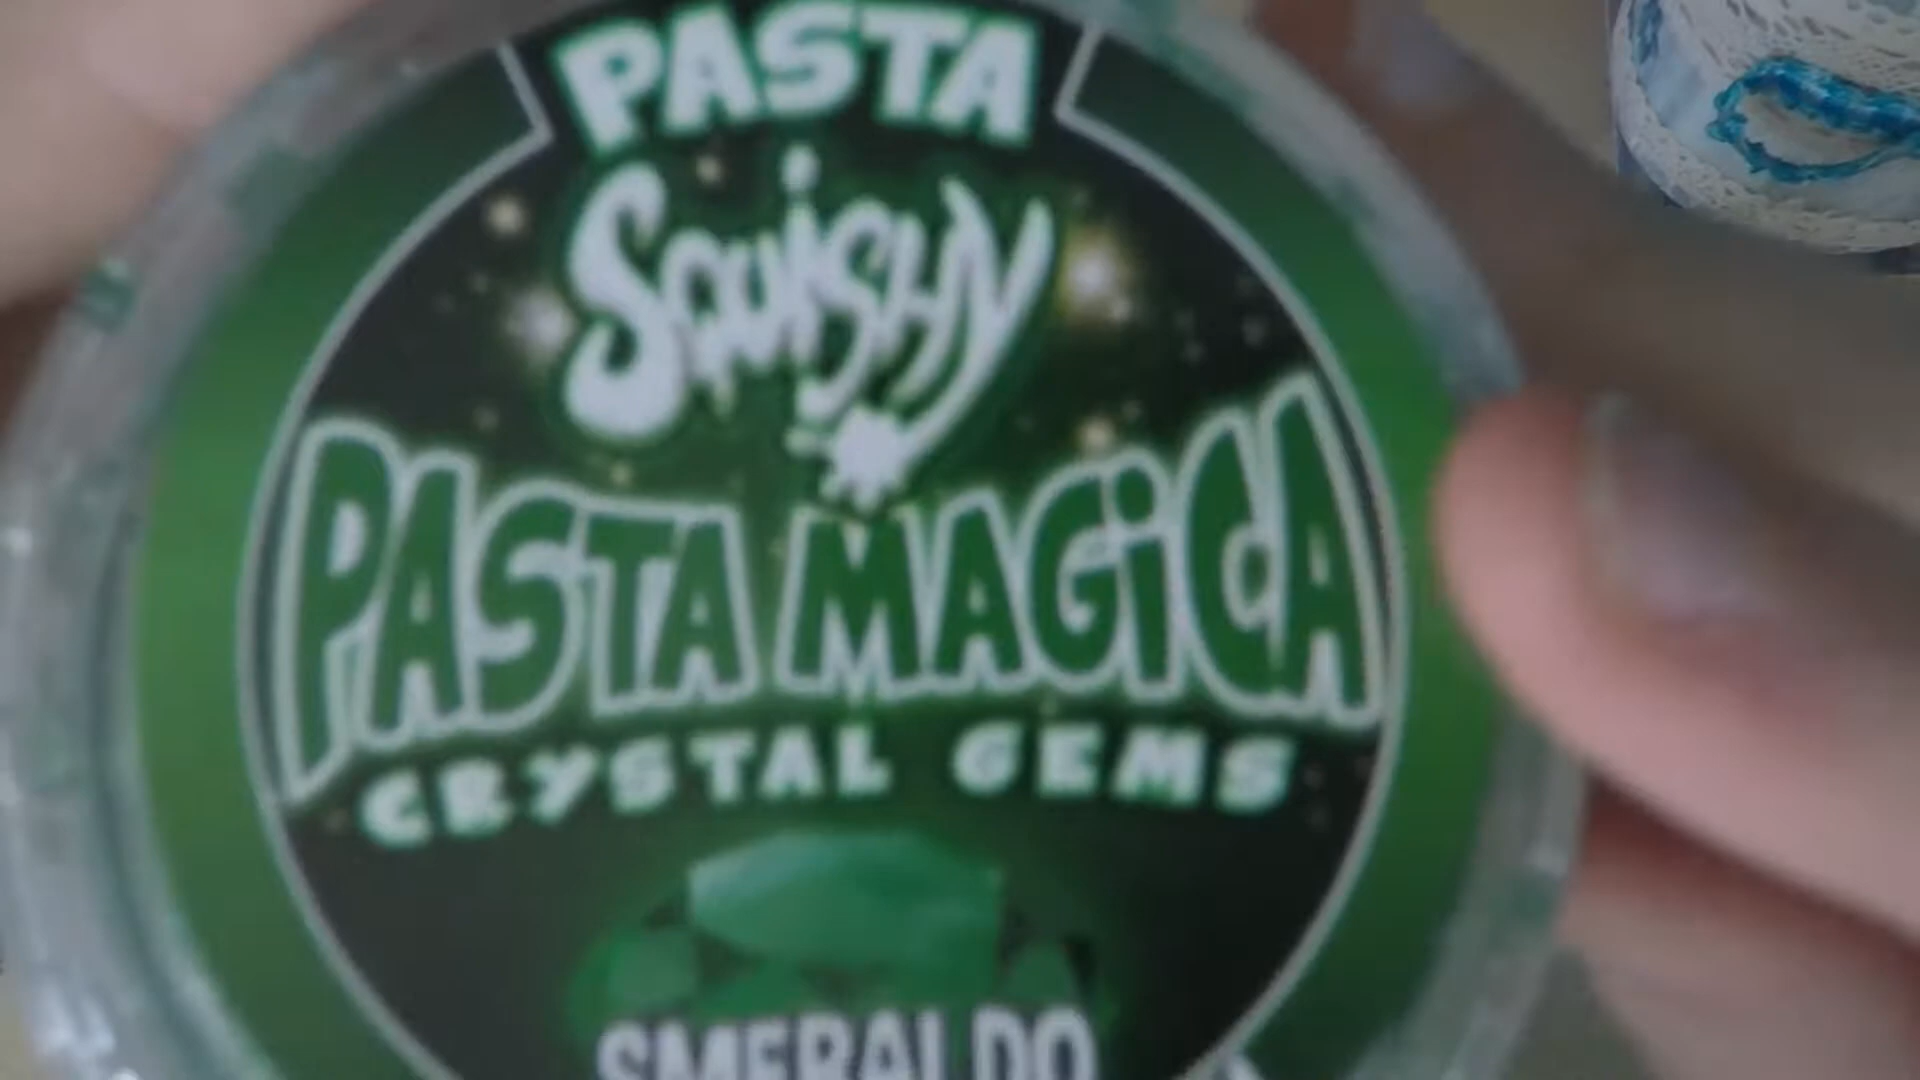 PASTA
SQUiSHY
PASTA MAGiCA
CRYSTAL GEMS
SMERALDO